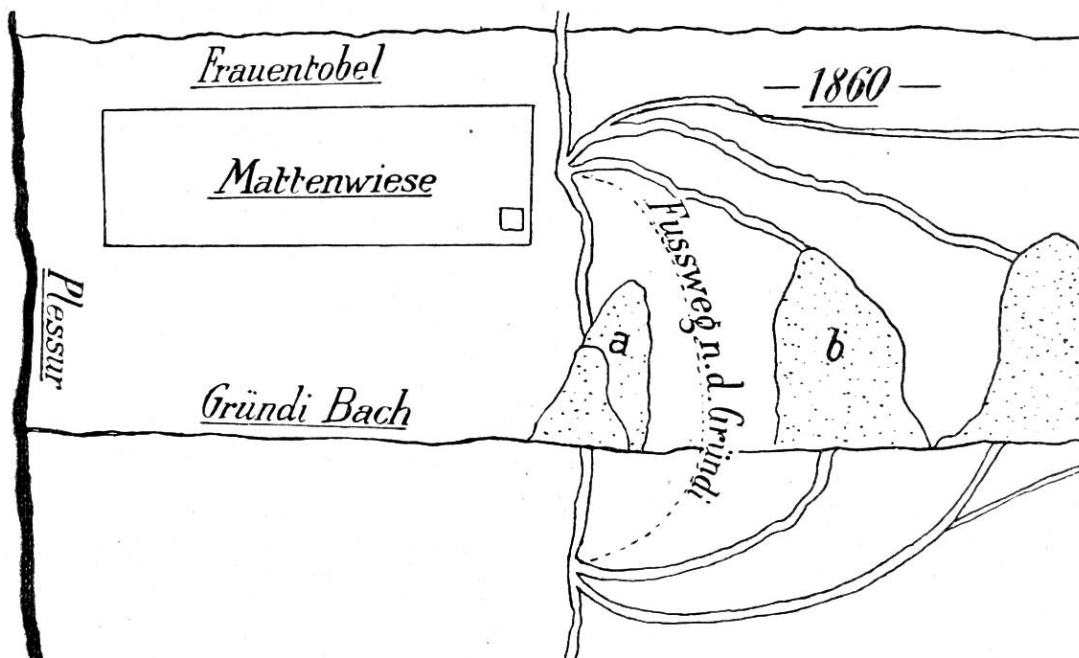 Frauentobel
— 1860 —
Mattenwiese
Plessur
Fussweg n. d. Gründi
a
b
Gründi Bach